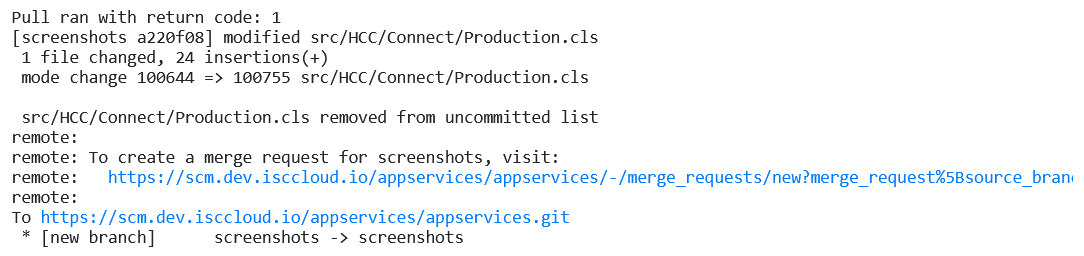 Pull ran with return code: 1
[screenshots a220f08] modified src/HCC/Connect/Production.cls
 1 file changed, 24 insertions(+)
 mode change 100644 => 100755 src/HCC/Connect/Production.cls

 src/HCC/Connect/Production.cls removed from uncommitted list
remote:
remote: To create a merge request for screenshots, visit:
remote:   https://scm.dev.isccloud.io/appservices/appservices/-/merge_requests/new?merge_request%5Bsource_bran
remote:
To https://scm.dev.isccloud.io/appservices/appservices.git
 * [new branch]      screenshots -> screenshots